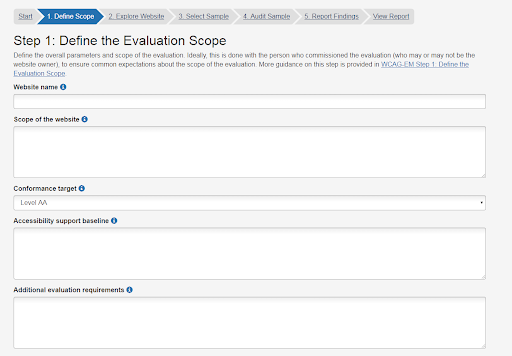 Start 1. Define Scope 2. Explore Website 3. Select Sample 4. Audit Sample 5. Report Findings View Report
Step 1: Define the Evaluation Scope
Define the overall parameters and scope of the evaluation. Ideally, this is done with the person who commissioned the evaluation (who may or may not be the
website owner), to ensure common expectations about the scope of the evaluation. More guidance on this step is provided in WCAG-EM Step 1: Define the
Evaluation Scope.
Website name
Scope of the website
Conformance target
Level AA
Accessibility support baseline
Additional evaluation requirements